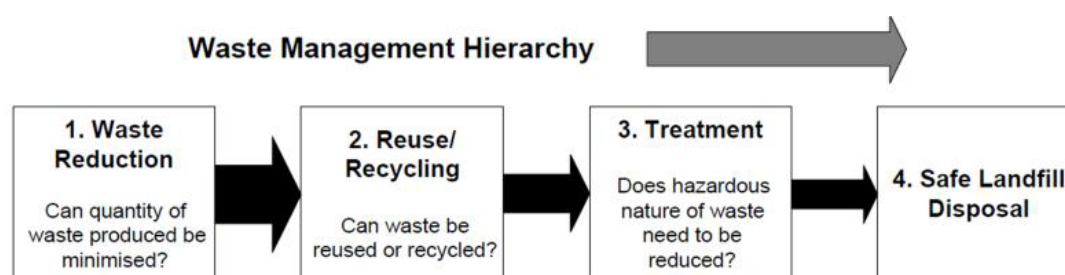 Waste Management Hierarchy
1. Waste
Reduction
Can quantity of
waste produced be
minimised?
2. Reuse/
Recycling
Can waste be
reused or recycled?
3. Treatment
Does hazardous
nature of waste
need to be
reduced?
4. Safe Landfill
Disposal